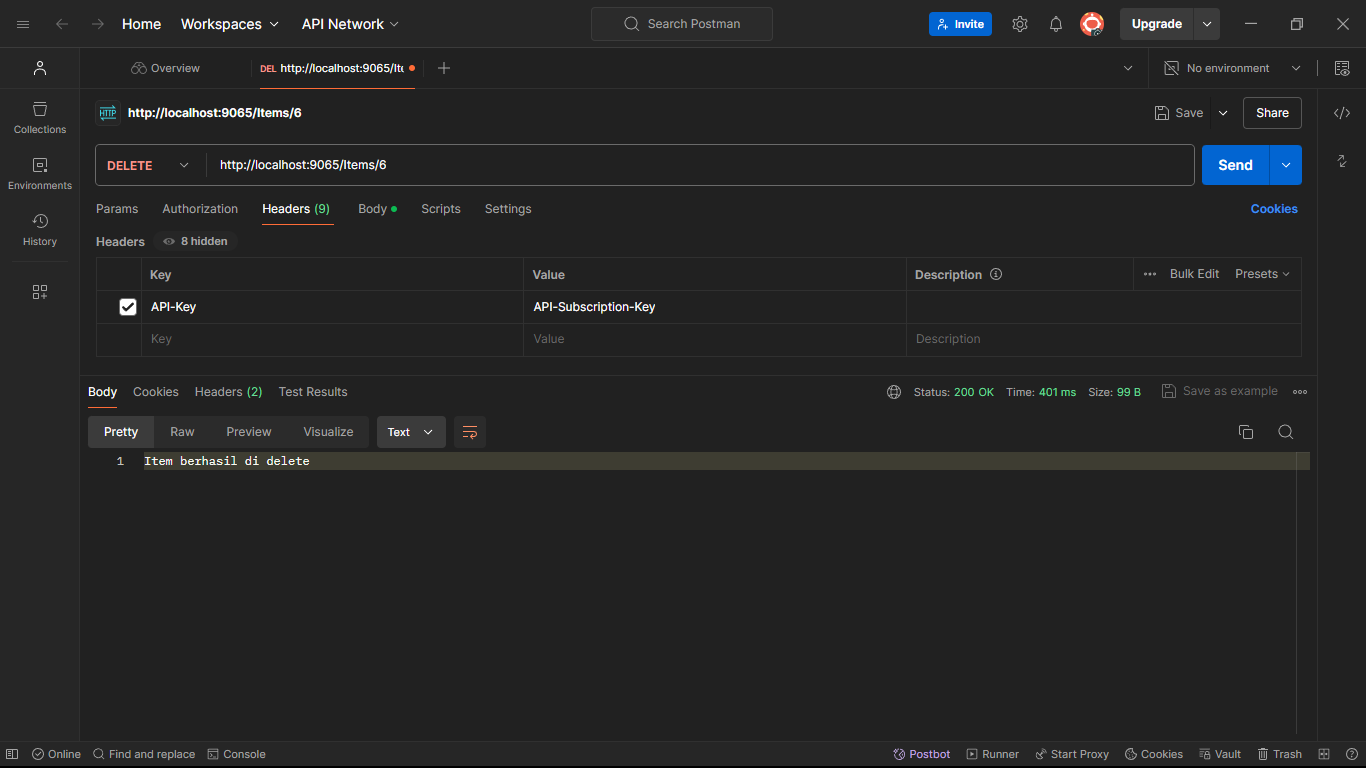 Home Workspaces API Network Search Postman Invite Upgrade
Overview DEL http://localhost:9065/Ite No environment
HTTP http://localhost:9065/Items/6 Save Share
Collections
DELETE http://localhost:9065/Items/6 Send
Environments
Params Authorization Headers (9) Body Scripts Settings Cookies
History
Headers 8 hidden
Key Value Description Bulk Edit Presets
API-Key API-Subscription-Key
Key Value Description
Body Cookies Headers (2) Test Results Status: 200 OK Time: 401 ms Size: 99 B Save as example
Pretty Raw Preview Visualize Text
1 Item berhasil di delete
Online Find and replace Console Postbot Runner Start Proxy Cookies Vault Trash